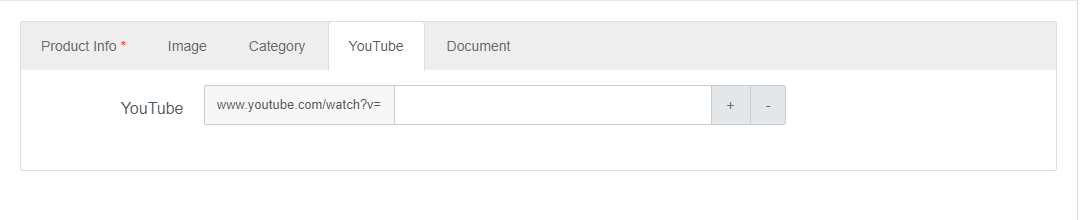 Product Info * Image Category YouTube Document
YouTube www.youtube.com/watch?v= + -